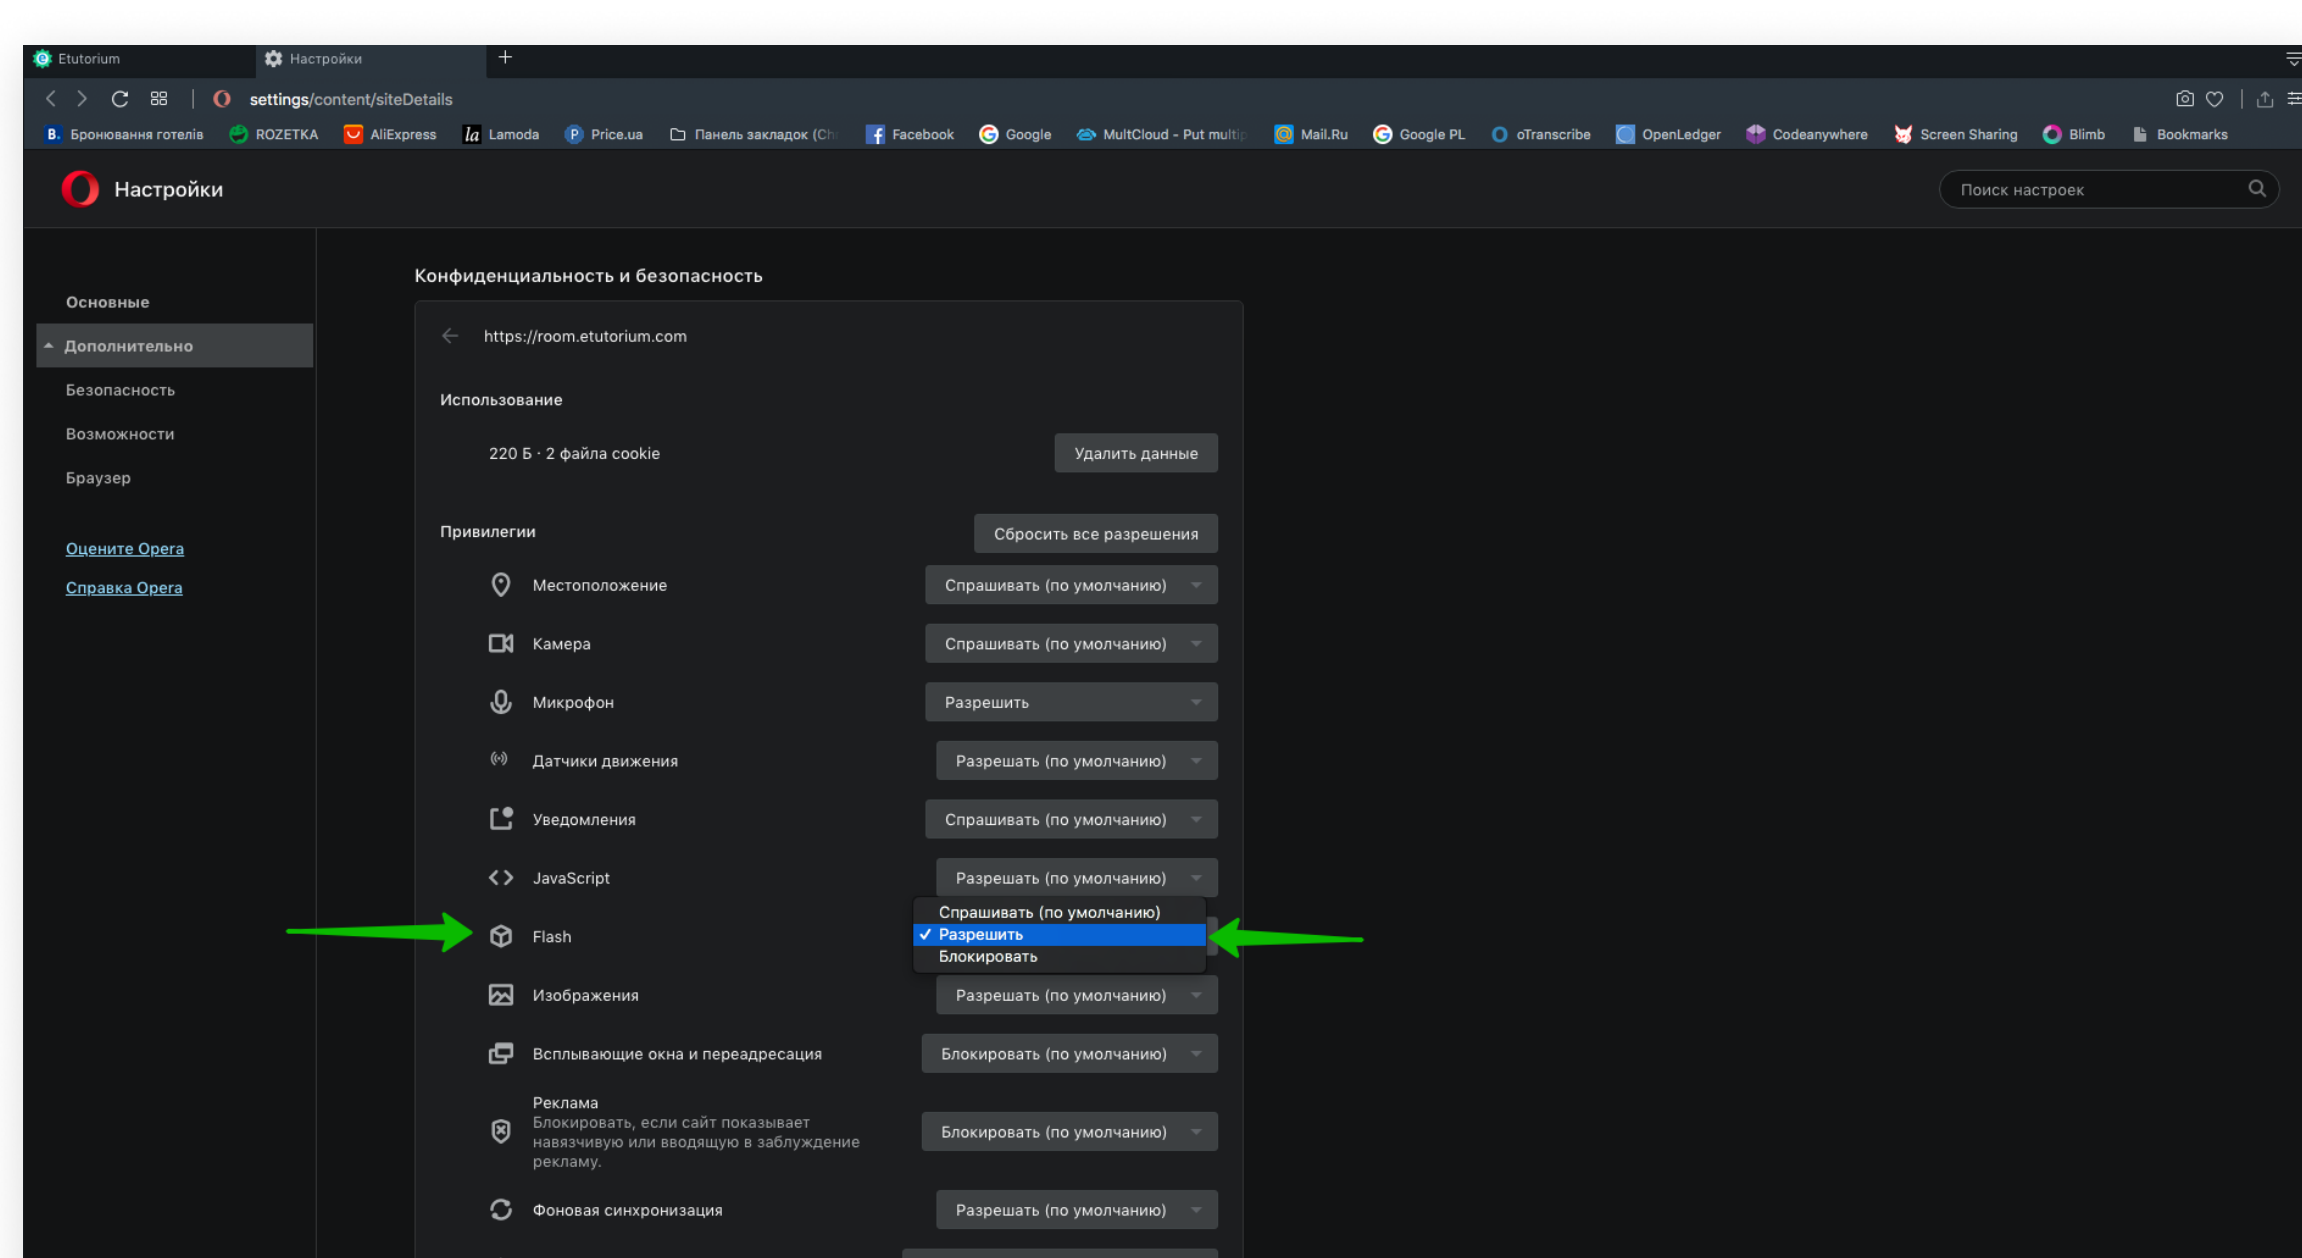 Etutorium
Настройки
settings/content/siteDetails
B. Бронювання готелів
ROZETKA
AliExpress
la Lamoda
P Price.ua
Панель закладок (Ch
Facebook
Google
MultCloud - Put multip
Mail.Ru
Google PL
oTranscribe
OpenLedger
Codeanywhere
Screen Sharing
Blimb
Bookmarks
Настройки
Поиск настроек
Основные
Дополнительно
Безопасность
Возможности
Браузер
Оцените Opera
Справка Opera
Конфиденциальность и безопасность
https://room.etutorium.com
Использование
220 Б · 2 файла cookie
Удалить данные
Привилегии
Сбросить все разрешения
Местоположение
Спрашивать (по умолчанию)
Камера
Спрашивать (по умолчанию)
Микрофон
Разрешить
Датчики движения
Разрешать (по умолчанию)
Уведомления
Спрашивать (по умолчанию)
JavaScript
Разрешать (по умолчанию)
Flash
Спрашивать (по умолчанию)
✓ Разрешить
Блокировать
Изображения
Разрешать (по умолчанию)
Всплывающие окна и переадресация
Блокировать (по умолчанию)
Реклама
Блокировать, если сайт показывает
навязчивую или вводящую в заблуждение
рекламу.
Блокировать (по умолчанию)
Фоновая синхронизация
Разрешать (по умолчанию)